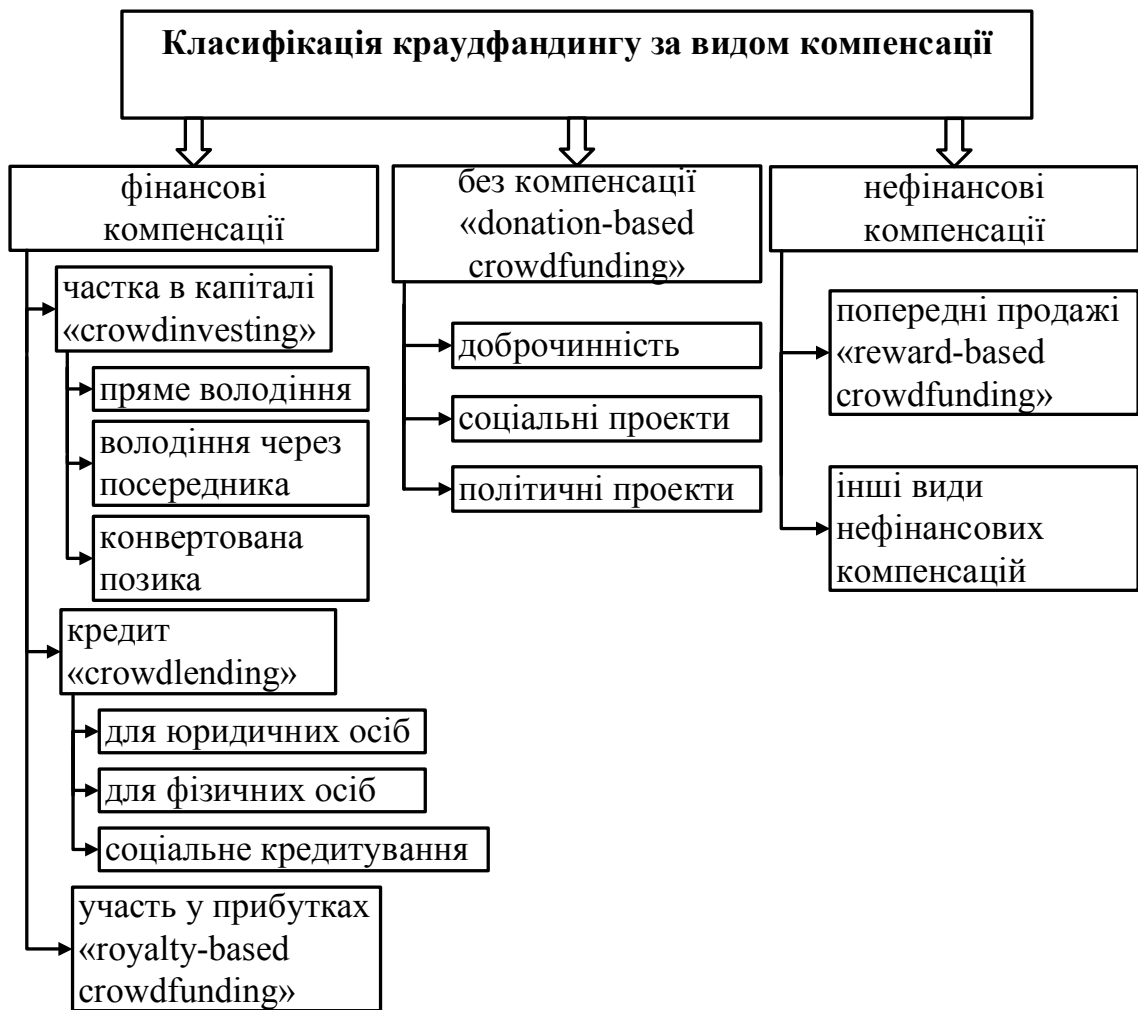 Класифікація краудфандингу за видом компенсації
фінансові
компенсації
частка в капіталі
«crowdinvesting»
пряме володіння
володіння через
посередника
конвертована
позика
кредит
«crowdlending»
для юридичних осіб
для фізичних осіб
соціальне кредитування
участь у прибутках
«royalty-based
crowdfunding»
без компенсації
«donation-based
crowdfunding»
доброчинність
соціальні проекти
політичні проекти
нефінансові
компенсації
попередні продажі
«reward-based
crowdfunding»
інші види
нефінансових
компенсацій